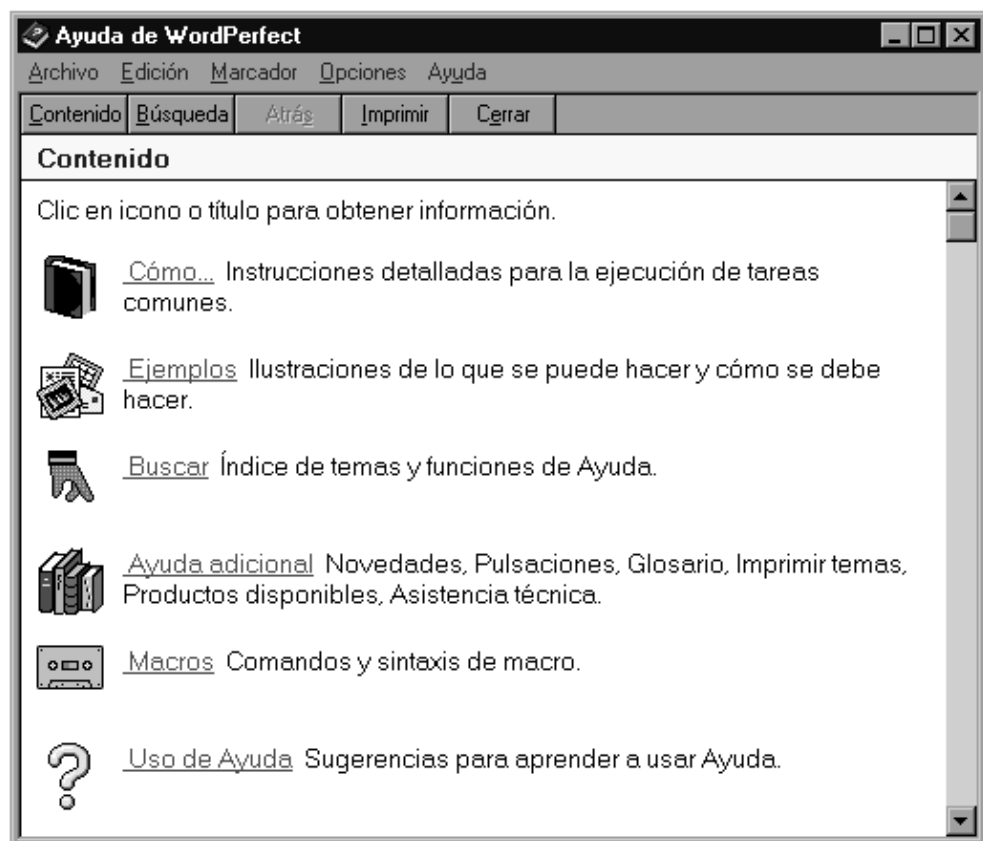 Ayuda de WordPerfect
Archivo Edición Marcador Opciones Ayuda
Contenido Búsqueda Atrás Imprimir Cerrar
Contenido
Clic en icono o título para obtener información.
Cómo... Instrucciones detalladas para la ejecución de tareas
comunes.
Ejemplos Ilustraciones de lo que se puede hacer y cómo se debe
hacer.
Buscar Índice de temas y funciones de Ayuda.
Ayuda adicional Novedades, Pulsaciones, Glosario, Imprimir temas,
Productos disponibles, Asistencia técnica.
Macros Comandos y sintaxis de macro.
Uso de Ayuda Sugerencias para aprender a usar Ayuda.